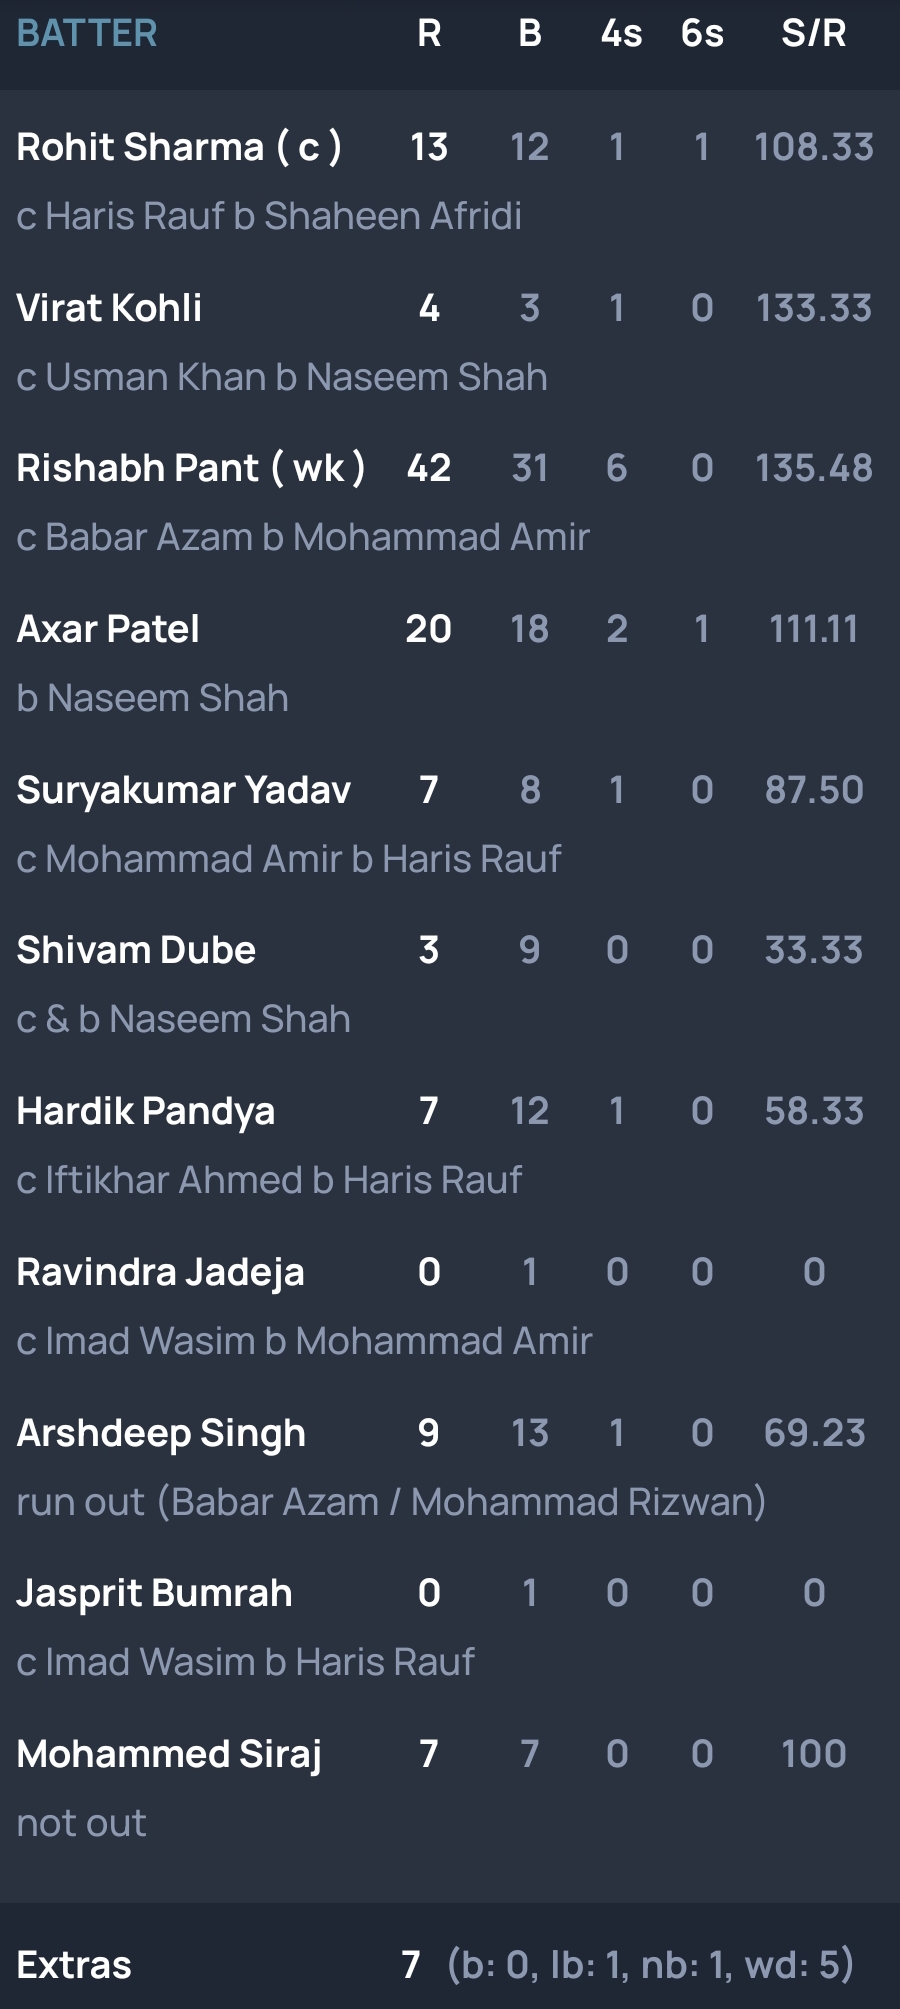 BATTER R B 4s 6s S/R
Rohit Sharma ( c ) 13 12 1 1 108.33
c Haris Rauf b Shaheen Afridi
Virat Kohli 4 3 1 0 133.33
c Usman Khan b Naseem Shah
Rishabh Pant ( wk ) 42 31 6 0 135.48
c Babar Azam b Mohammad Amir
Axar Patel 20 18 2 1 111.11
b Naseem Shah
Suryakumar Yadav 7 8 1 0 87.50
c Mohammad Amir b Haris Rauf
Shivam Dube 3 9 0 0 33.33
c & b Naseem Shah
Hardik Pandya 7 12 1 0 58.33
c Iftikhar Ahmed b Haris Rauf
Ravindra Jadeja 0 1 0 0 0
c Imad Wasim b Mohammad Amir
Arshdeep Singh 9 13 1 0 69.23
run out (Babar Azam / Mohammad Rizwan)
Jasprit Bumrah 0 1 0 0 0
c Imad Wasim b Haris Rauf
Mohammed Siraj 7 7 0 0 100
not out
Extras 7 (b: 0, lb: 1, nb: 1, wd: 5)